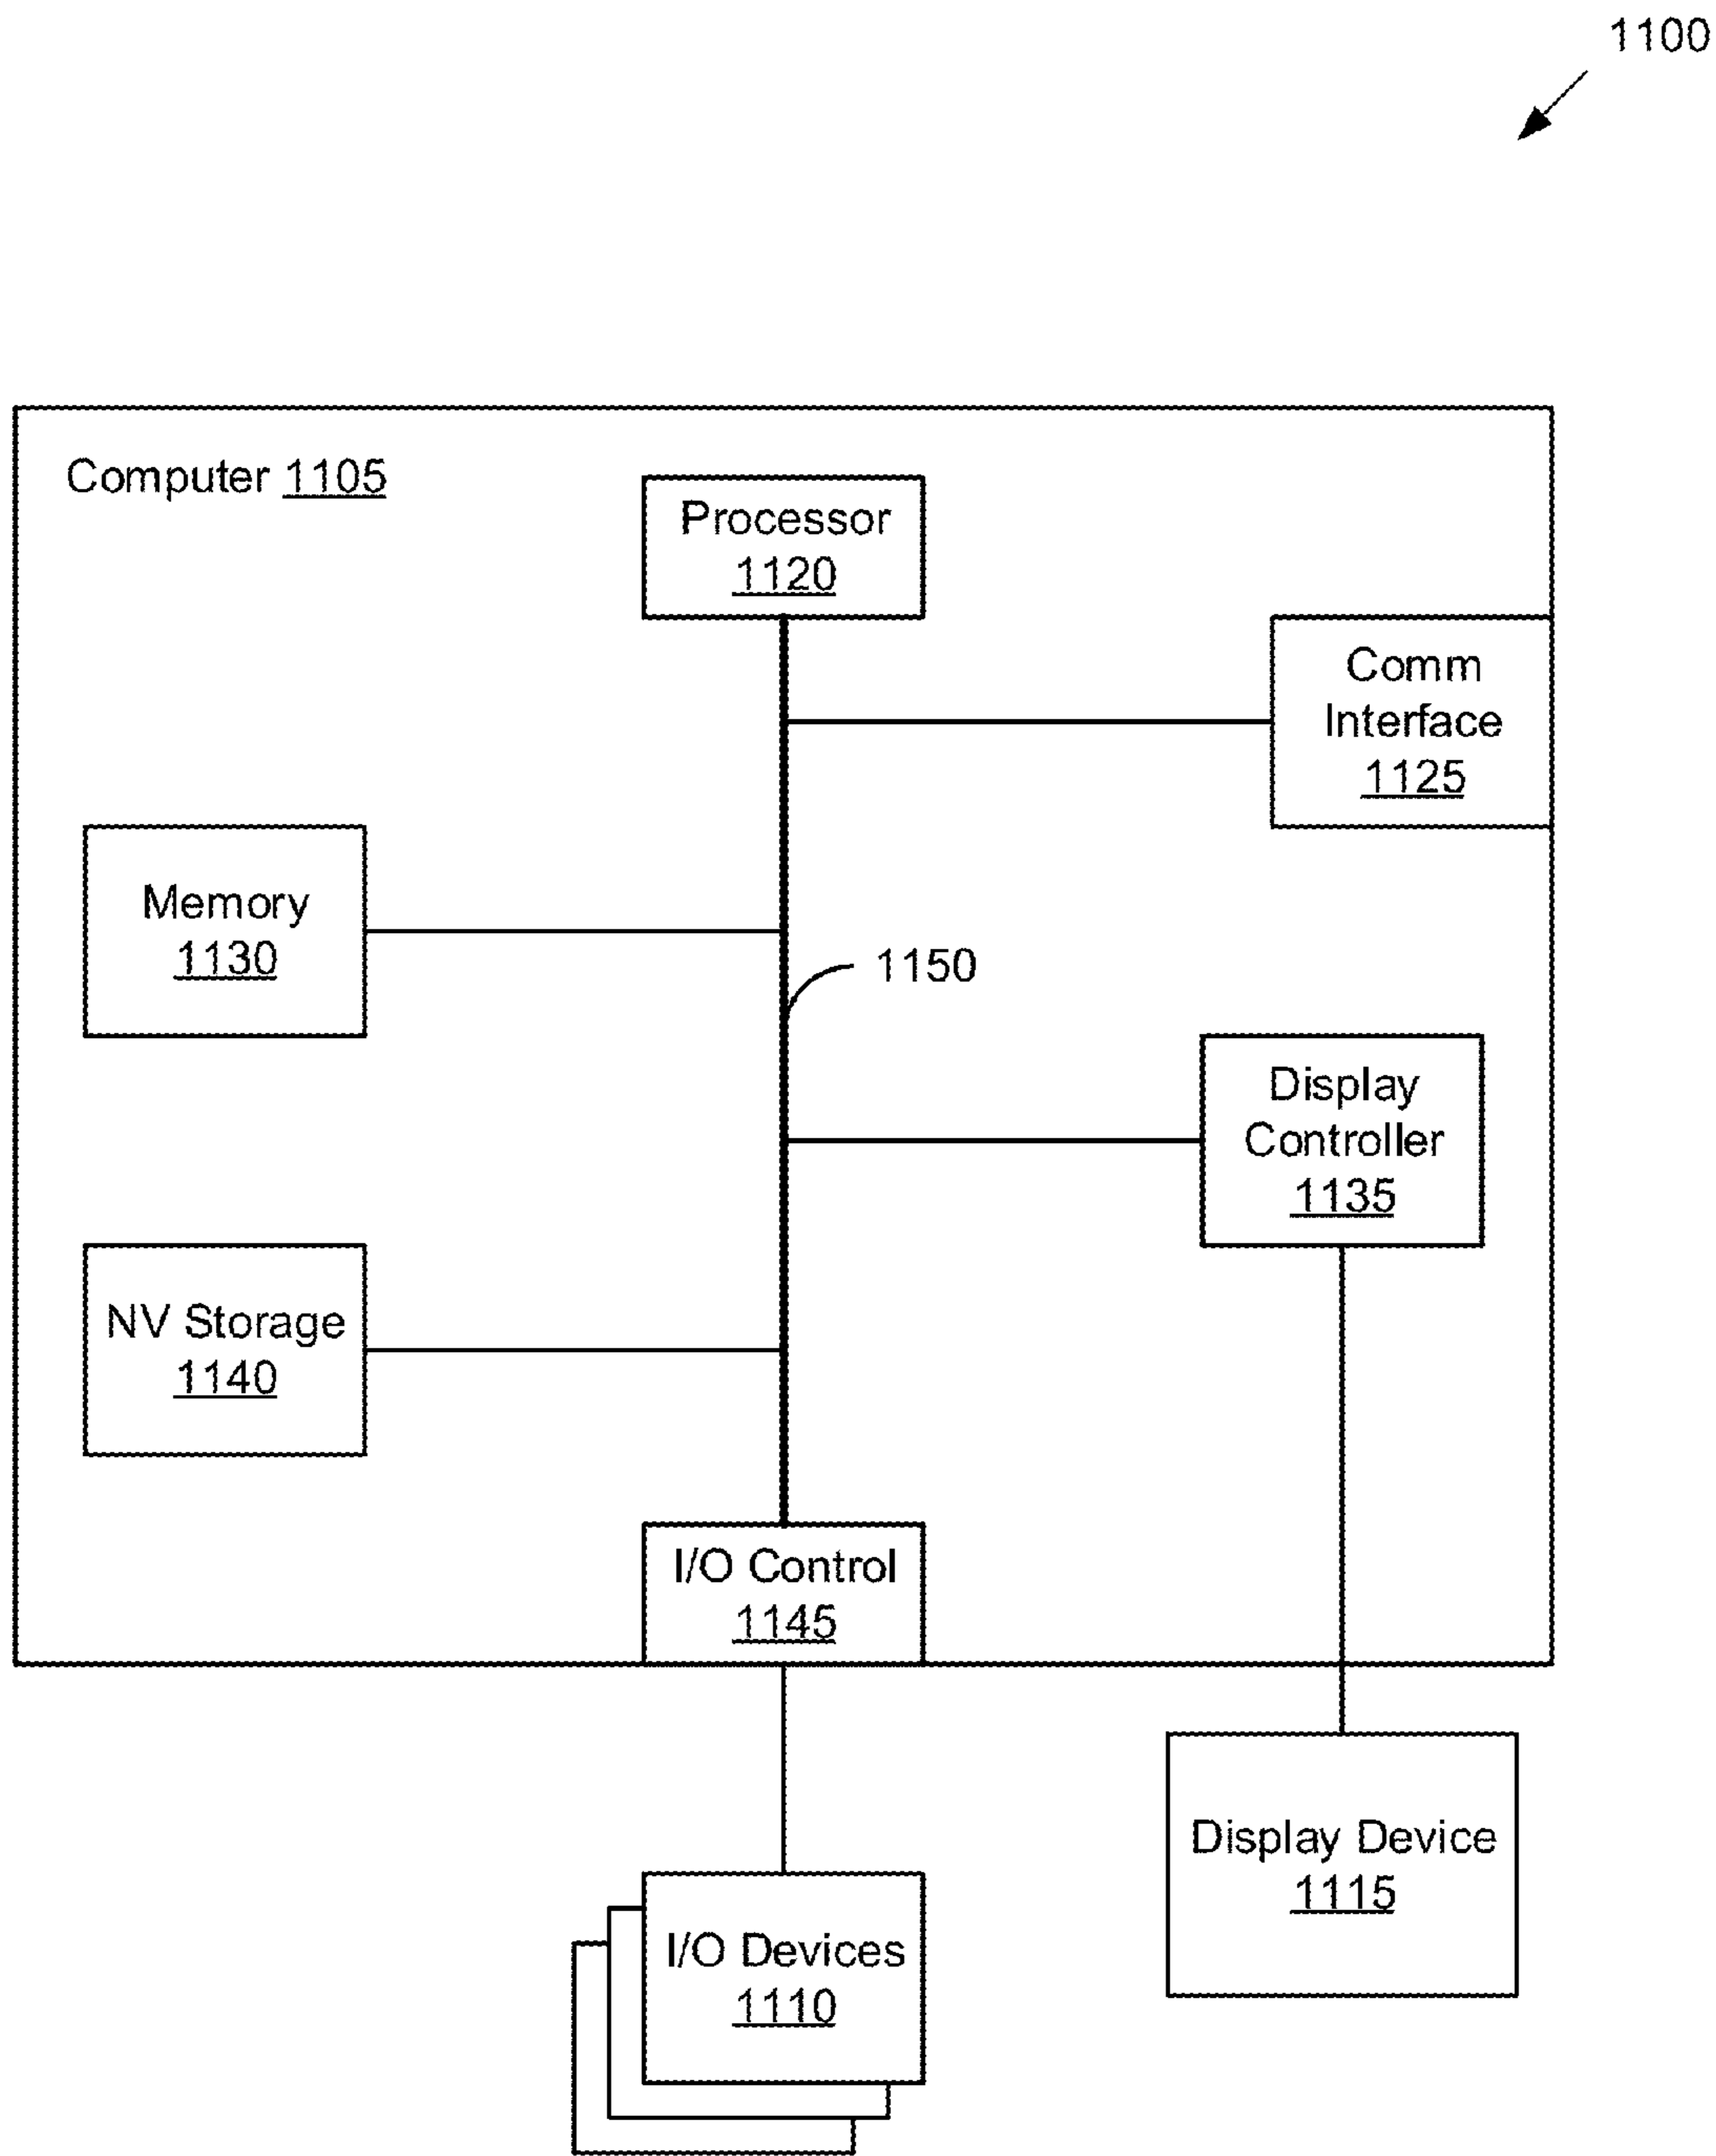 1100
Computer 1105
Processor
1120
Comm
Interface
1125
Memory
1130
1150
Display
Controller
1135
NV Storage
1140
I/O Control
1145
Display Device
1115
I/O Devices
1110